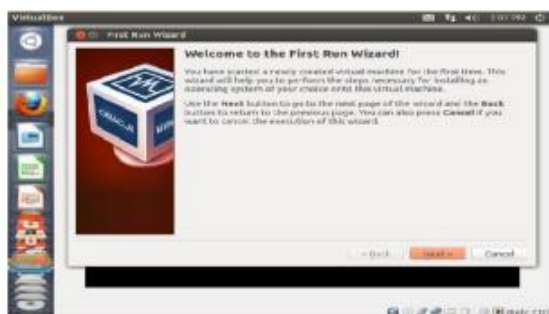 VirtualBox
First Run Wizard
Welcome to the First Run Wizard!
You have started a newly created virtual machine for the first time. This
wizard will help you to perform the steps necessary for installing an
operating system of your choice onto this virtual machine.
Use the Next button to go to the next page of the wizard and the Back
button to return to the previous page. You can also press Cancel if you
want to cancel the execution of this wizard.
ORACLE
< Back
Next >
Cancel